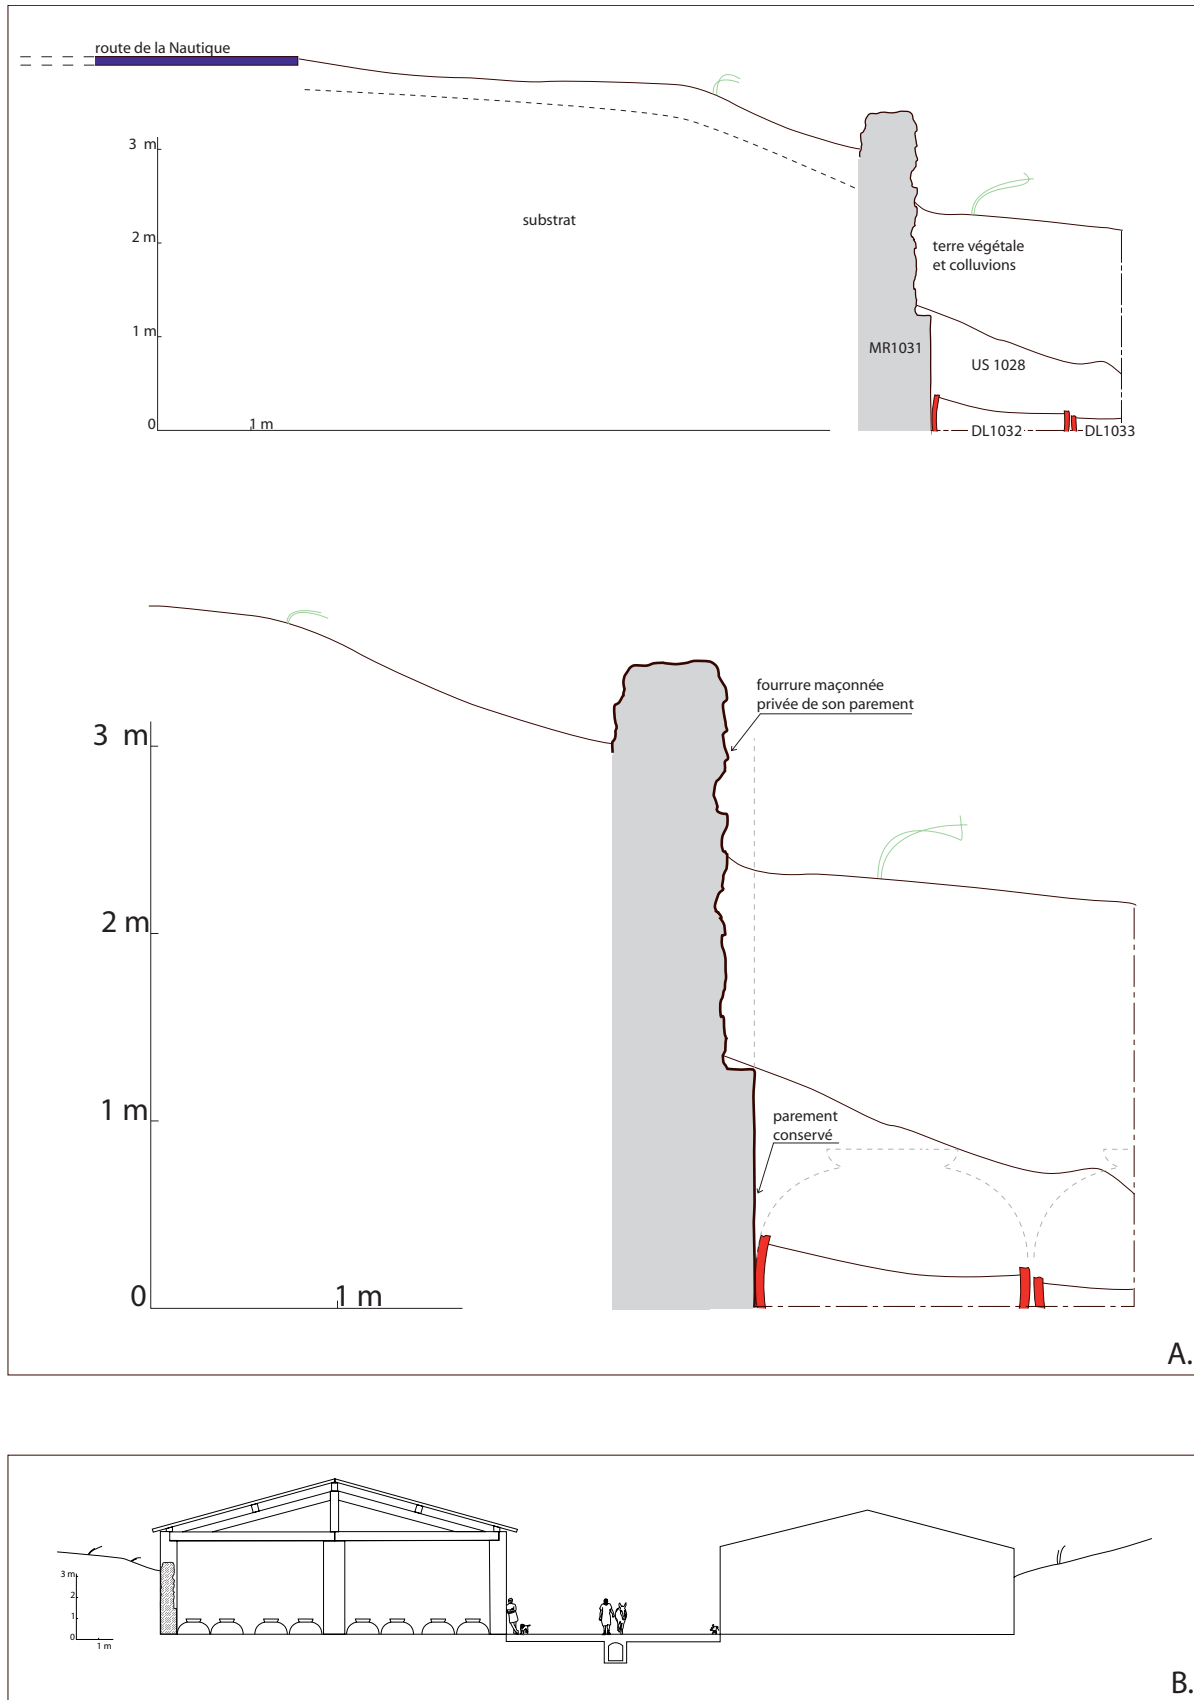 route de la Nautique
3 m
substrat
2 m
terre végétale
et colluvions
1 m
MR1031
US 1028
0
1 m
DL1032
DL1033
fourrure maçonnée
privée de son parement
3 m
2 m
1 m
parement
conservé
0
1 m
A.
3 m
2
1
0
1 m
B.